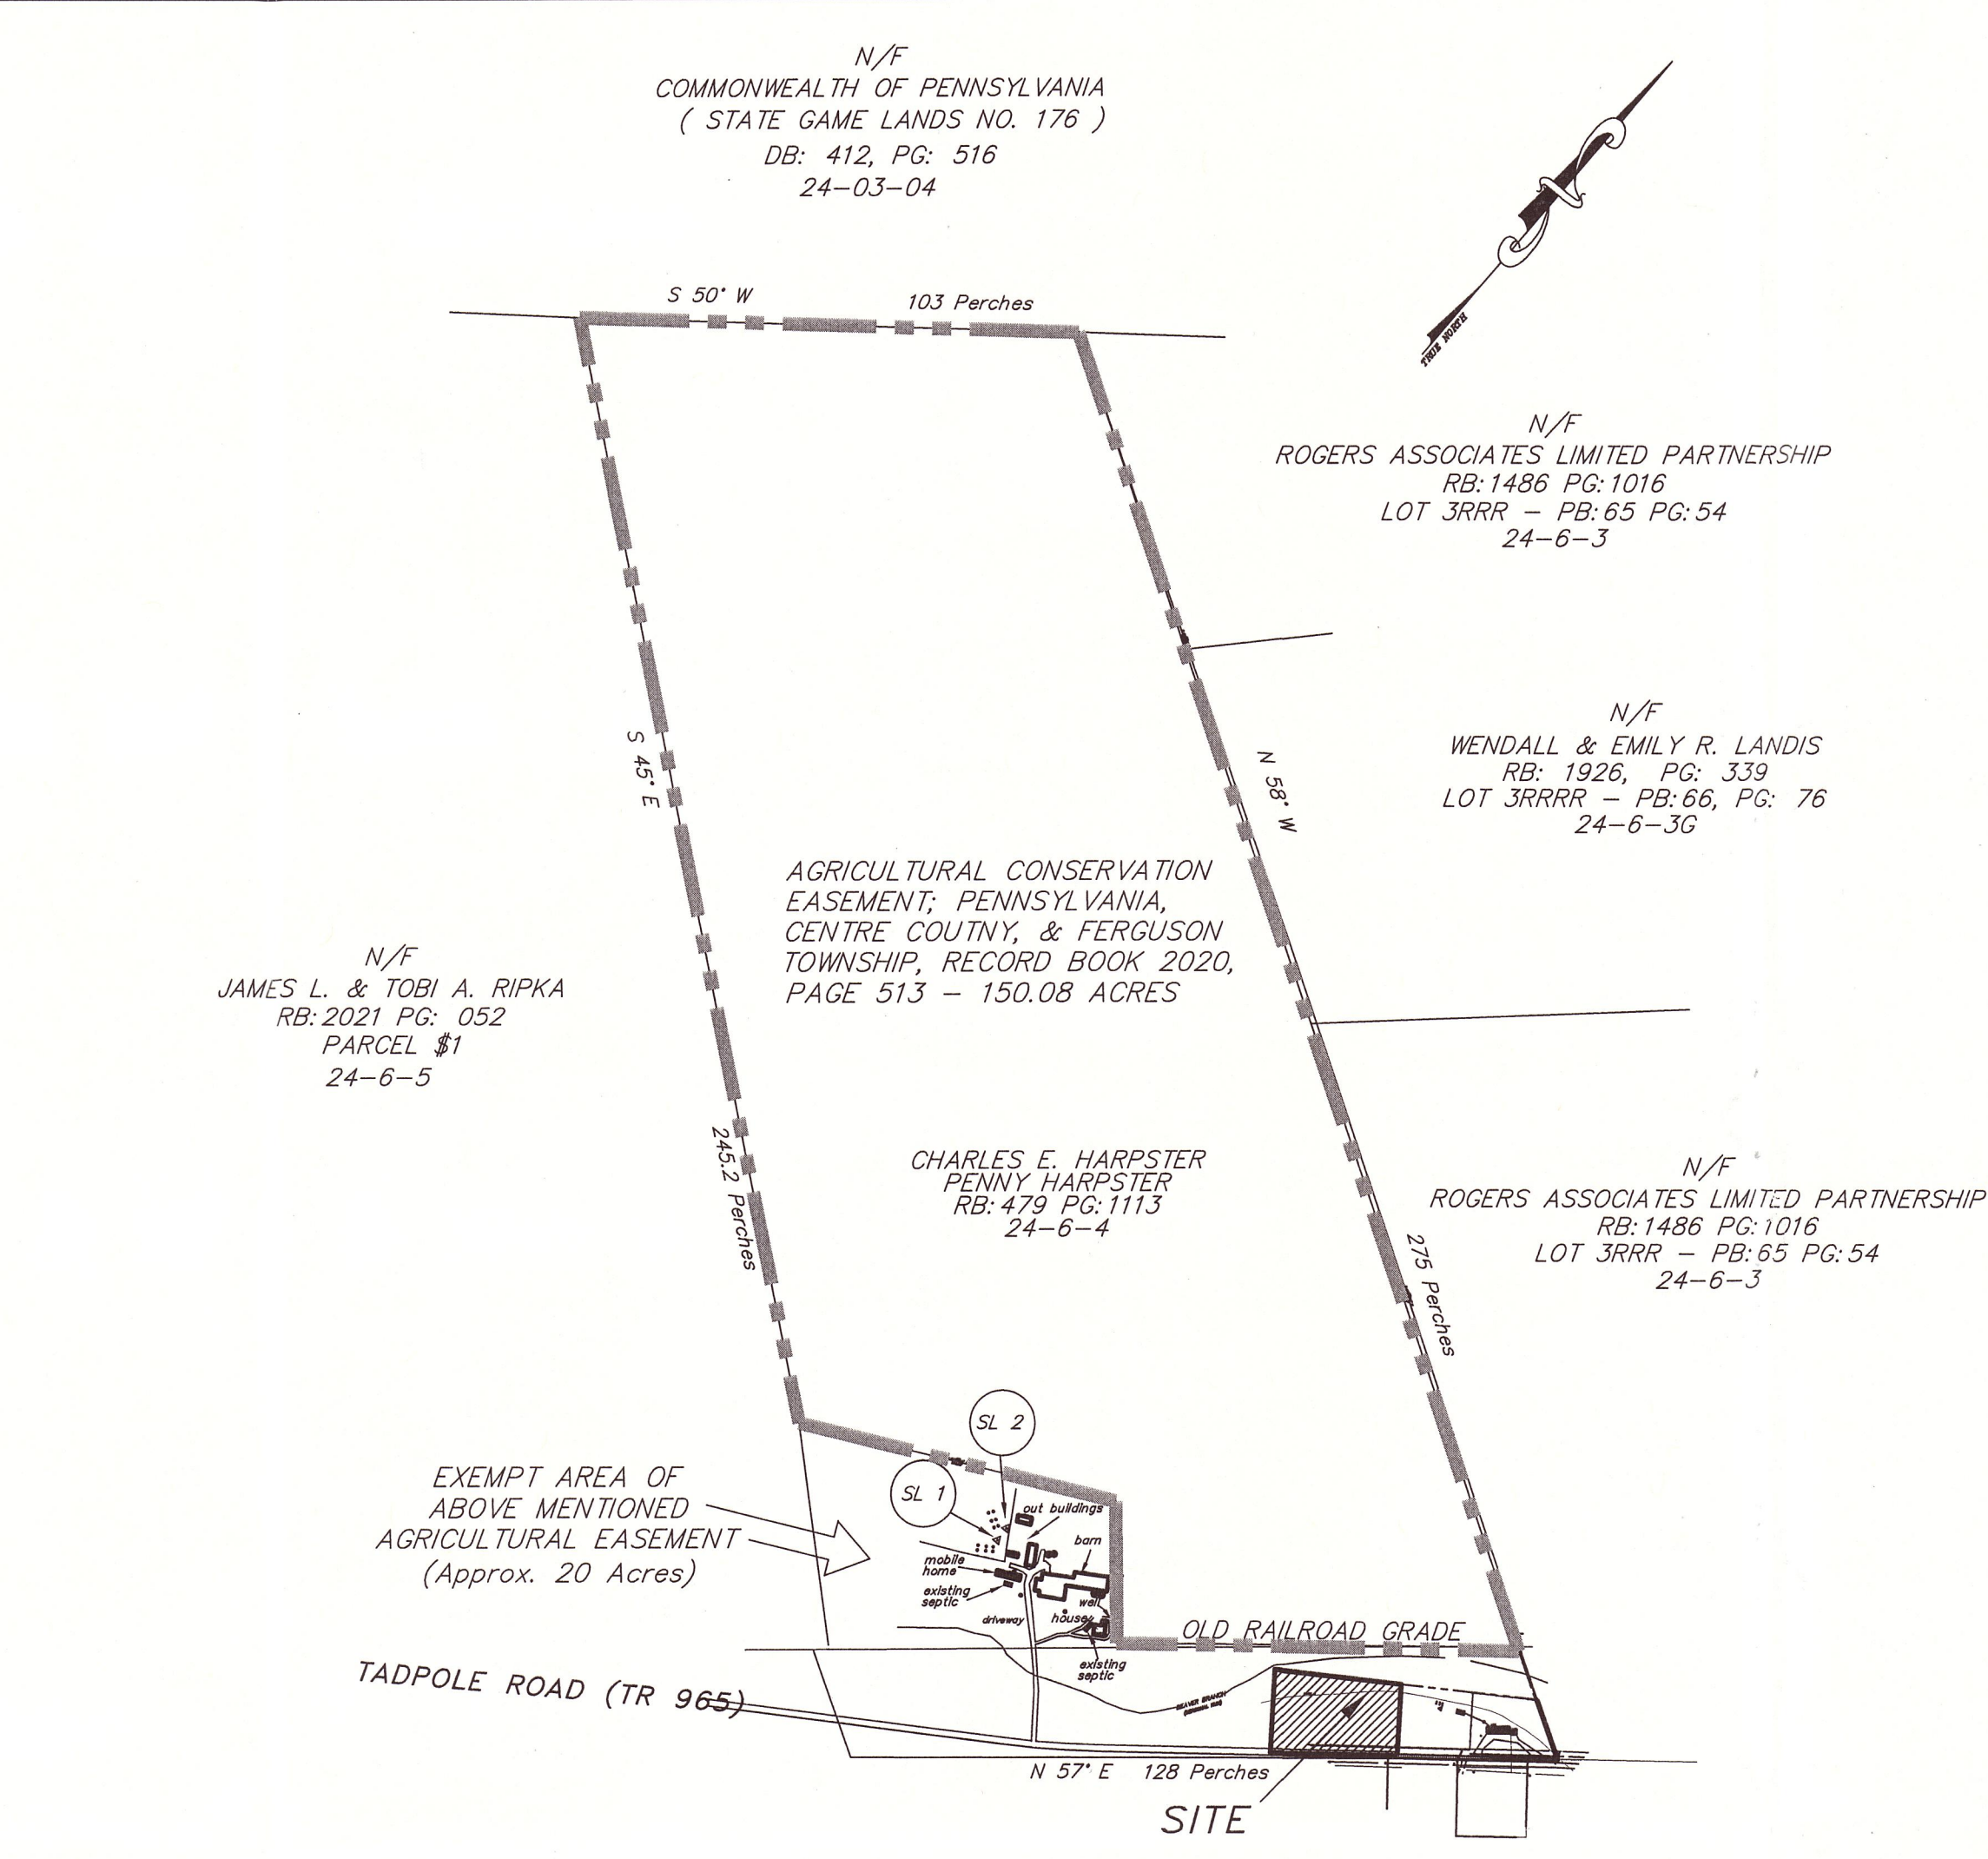 N/F
COMMONWEALTH OF PENNSYLVANIA
( STATE GAME LANDS NO. 176 )
DB: 412, PG: 516
24-03-04
TRUE NORTH
S 50° W
103 Perches
N/F
ROGERS ASSOCIATES LIMITED PARTNERSHIP
RB:1486 PG:1016
LOT 3RRR - PB:65 PG:54
24-6-3
N/F
WENDALL & EMILY R. LANDIS
RB: 1926, PG: 339
LOT 3RRRR - PB:66, PG: 76
24-6-3G
S 45° E
N 58° W
AGRICULTURAL CONSERVATION
EASEMENT; PENNSYLVANIA,
CENTRE COUTNY, & FERGUSON
TOWNSHIP, RECORD BOOK 2020,
PAGE 513 - 150.08 ACRES
N/F
JAMES L. & TOBI A. RIPKA
RB:2021 PG: 052
PARCEL $1
24-6-5
245.2 Perches
CHARLES E. HARPSTER
PENNY HARPSTER
RB:479 PG:1113
24-6-4
N/F
ROGERS ASSOCIATES LIMITED PARTNERSHIP
RB:1486 PG:1016
LOT 3RRR - PB:65 PG:54
24-6-3
275 Perches
SL 2
SL 1
EXEMPT AREA OF
ABOVE MENTIONED
AGRICULTURAL EASEMENT
(Approx. 20 Acres)
out buildings
barn
mobile
home
existing
septic
well
driveway
house
existing
septic
OLD RAILROAD GRADE
TADPOLE ROAD (TR 965)
BEAVER BRANCH
N 57° E 128 Perches
SITE